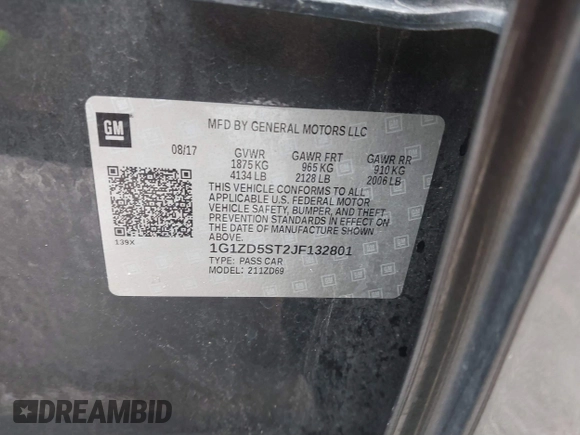 GM
MFD BY GENERAL MOTORS LLC
08/17 GVWR GAWR FRT GAWR RR
1875 KG 965 KG 910 KG
4134 LB 2128 LB 2006 LB
THIS VEHICLE CONFORMS TO ALL
APPLICABLE U.S. FEDERAL MOTOR
VEHICLE SAFETY, BUMPER, AND THEFT
PREVENTION STANDARDS IN EFFECT ON
THE DATE OF MANUFACTURE SHOWN
ABOVE.
139X
1G1ZD5ST2JF132801
TYPE: PASS CAR
MODEL: 211ZD69
DREAMBID